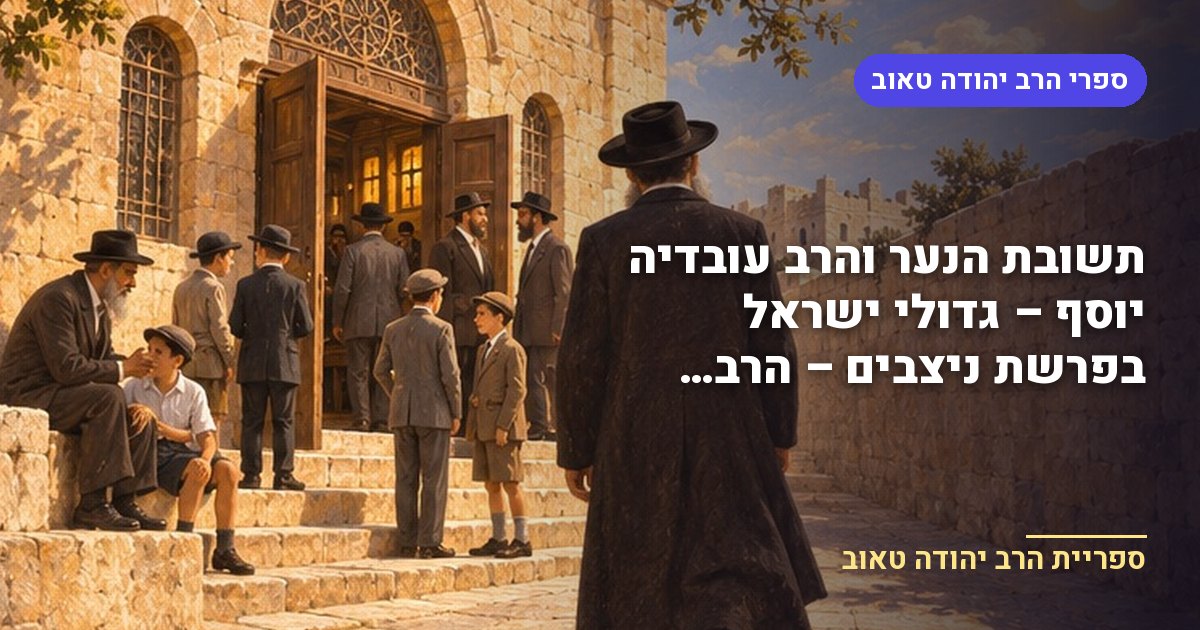 ספרי הרב יהודה טאוב
תשובת הנער והרב עובדיה
יוסף – גדולי ישראל
בפרשת ניצבים – הרב...
ספריית הרב יהודה טאוב